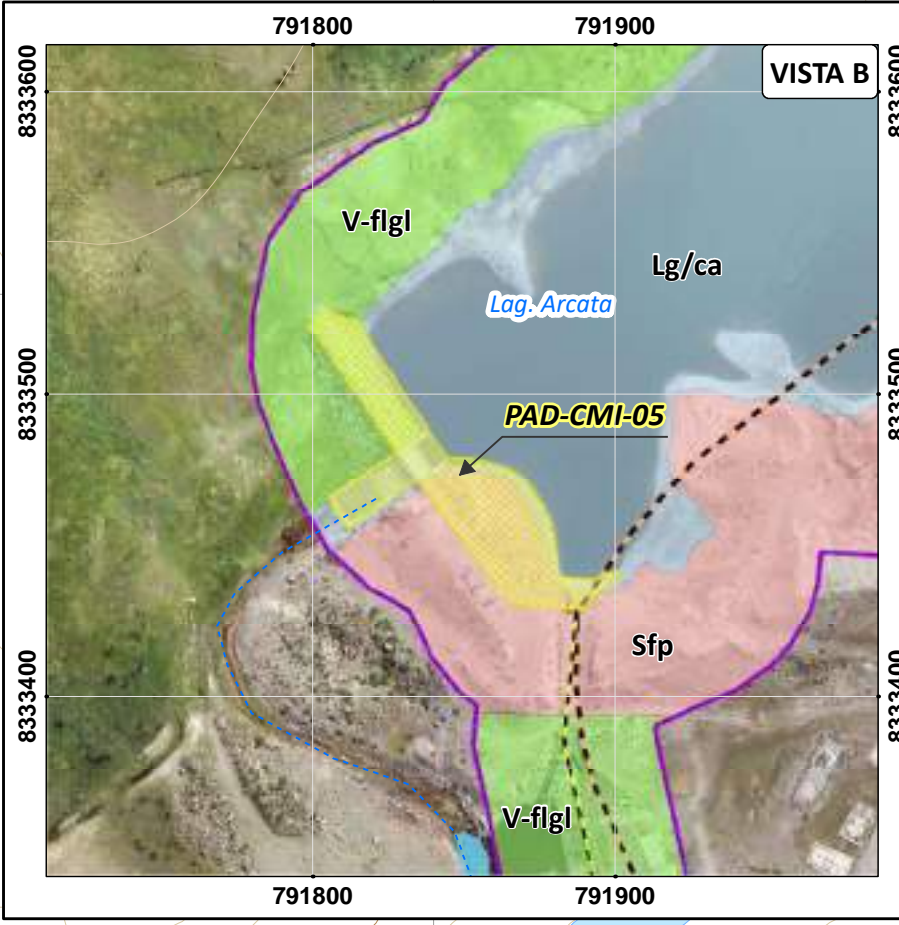 791800 791900
VISTA B
8333600 8333600
V-flgl
Lg/ca
Lag. Arcata
8333500 8333500
PAD-CMI-05
Sfp
8333400 8333400
V-flgl
791800 791900